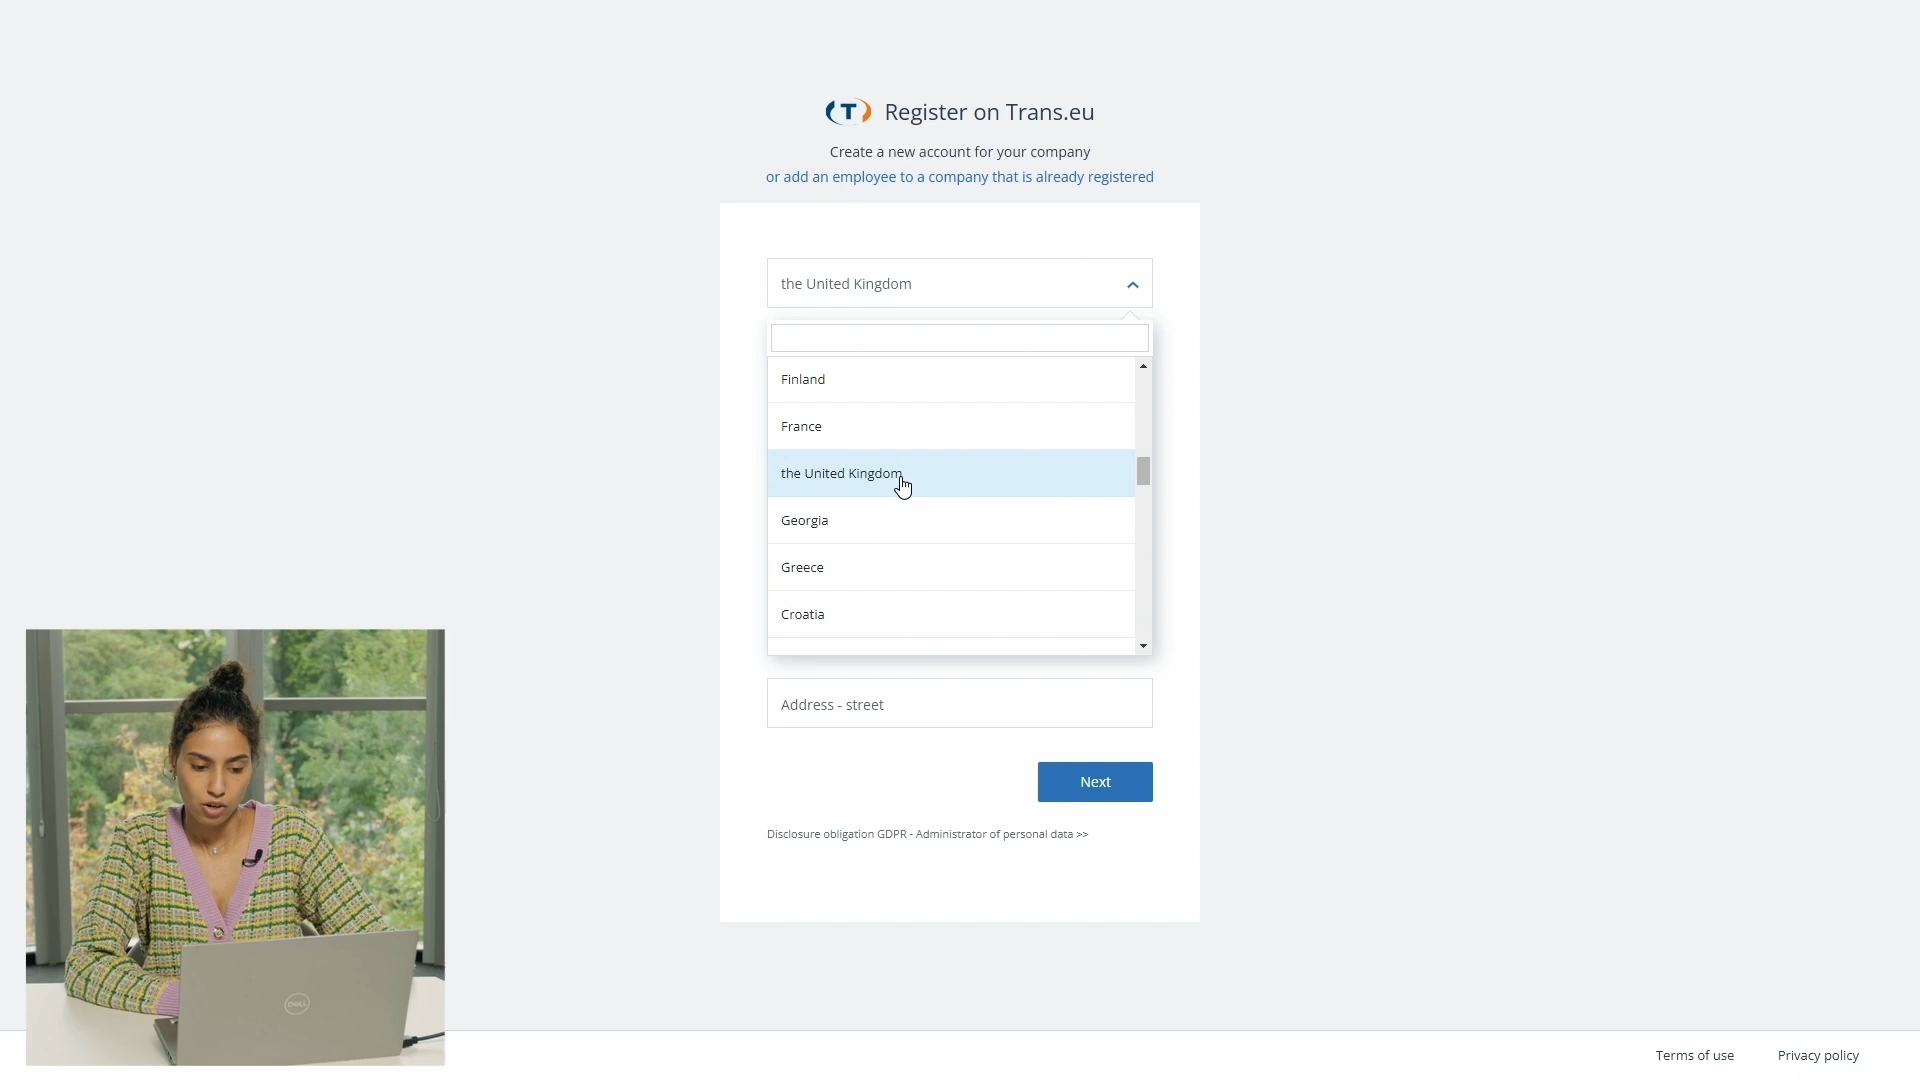 T Register on Trans.eu
Create a new account for your company
or add an employee to a company that is already registered
the United Kingdom
Finland
France
the United Kingdom
Georgia
Greece
Croatia
Address - street
Next
Disclosure obligation GDPR - Administrator of personal data >>
DELL
Terms of use Privacy policy